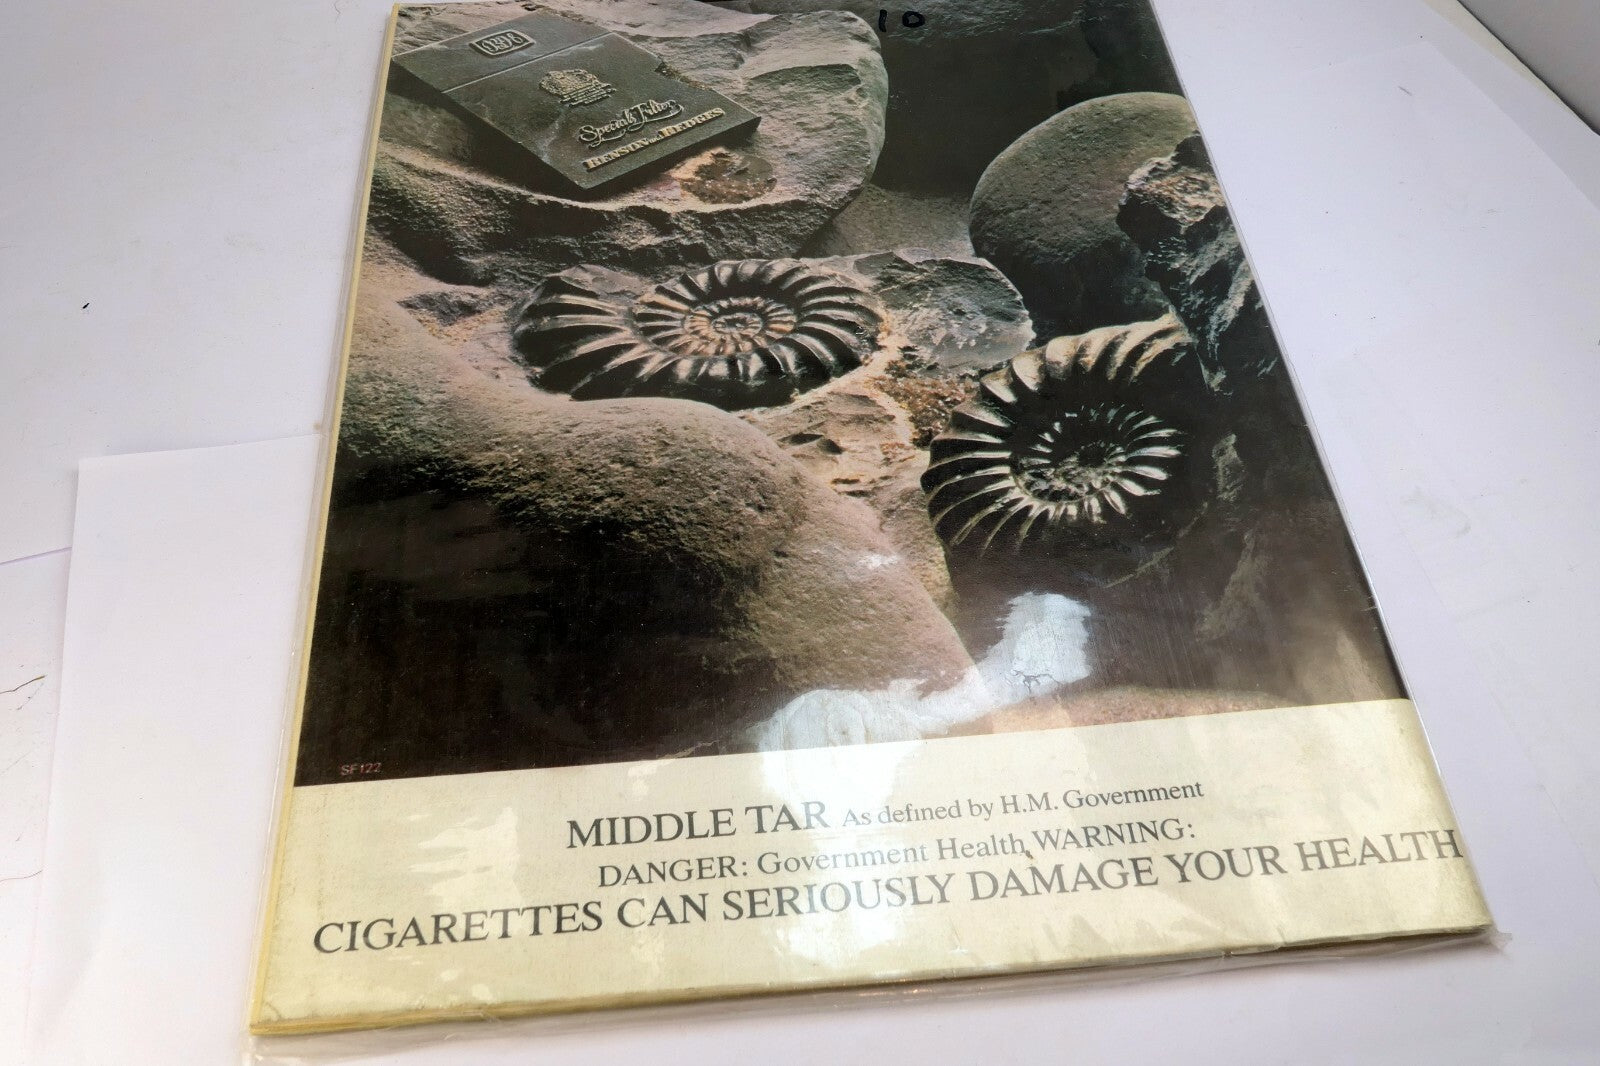 10
B&H
Special Filter
BENSON and HEDGES
SF122
MIDDLE TAR As defined by H.M. Government
DANGER: Government Health WARNING:
CIGARETTES CAN SERIOUSLY DAMAGE YOUR HEALTH